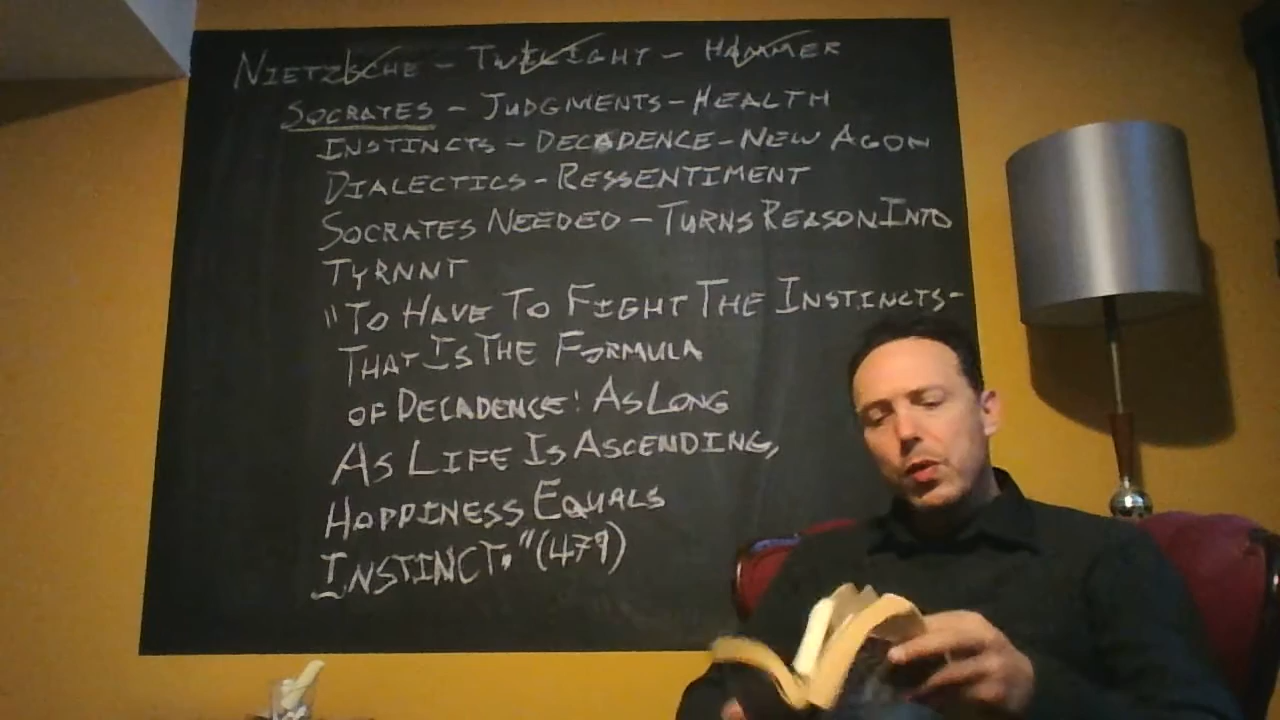 NIETZSCHE - TWILIGHT - HAMMER
SOCRATES - JUDGMENTS - HEALTH
INSTINCTS - DECADENCE - NEW AGON
DIALECTICS - RESSENTIMENT
SOCRATES NEEDED - TURNS REASON INTO
TYRNNT
"TO HAVE TO FIGHT THE INSTINCTS -
THAT IS THE FORMULA
OF DECADENCE: AS LONG
AS LIFE IS ASCENDING,
HAPPINESS EQUALS
INSTINCT." (479)